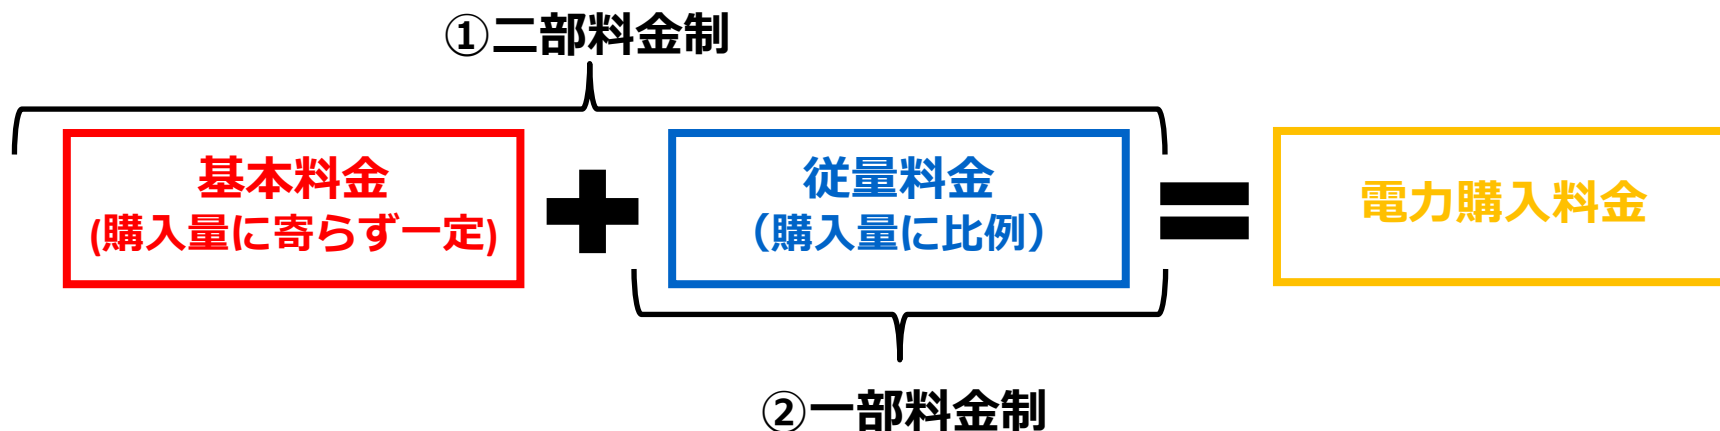 ①二部料金制
基本料金
(購入量に寄らず一定)
従量料金
（購入量に比例）
電力購入料金
②一部料金制